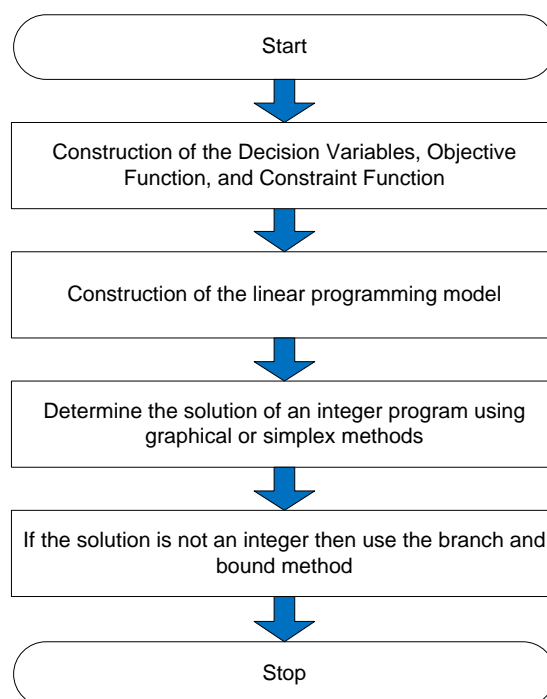 Start
Construction of the Decision Variables, Objective
Function, and Constraint Function
Construction of the linear programming model
Determine the solution of an integer program using
graphical or simplex methods
If the solution is not an integer then use the branch and
bound method
Stop